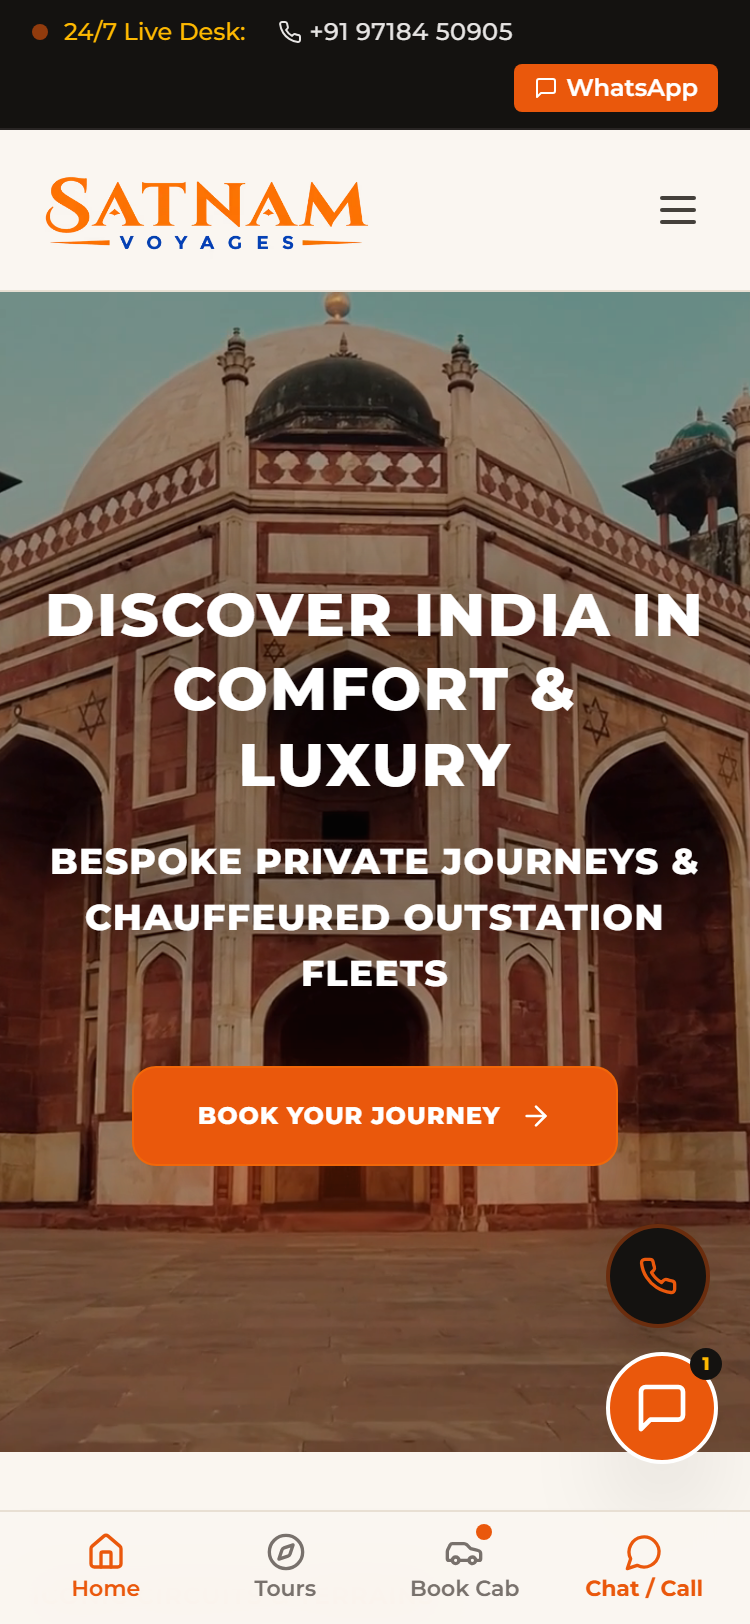 24/7 Live Desk: +91 97184 50905
WhatsApp
SATNAM
VOYAGES
DISCOVER INDIA IN
COMFORT &
LUXURY
BESPOKE PRIVATE JOURNEYS &
CHAUFFEURED OUTSTATION
FLEETS
BOOK YOUR JOURNEY
1
Home Tours Book Cab Chat / Call